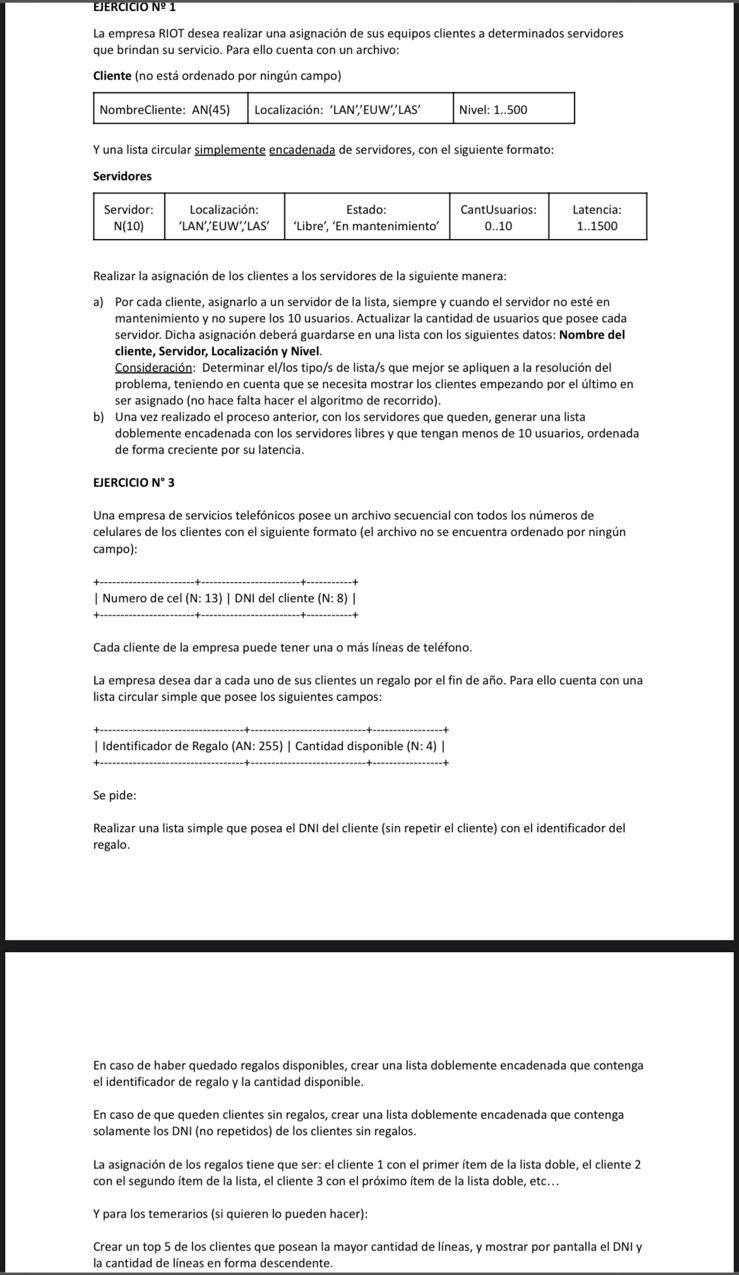 EJERCICIO Nº 1
La empresa RIOT desea realizar una asignación de sus equipos clientes a determinados servidores
que brindan su servicio. Para ello cuenta con un archivo:
Cliente (no está ordenado por ningún campo)
NombreCliente: AN(45) Localización: ‘LAN’,’EUW’,’LAS’ Nivel: 1..500
Y una lista circular simplemente encadenada de servidores, con el siguiente formato:
Servidores
Servidor: Localización: Estado: CantUsuarios: Latencia:
N(10) ‘LAN’,’EUW’,’LAS’ ‘Libre’, ‘En mantenimiento’ 0..10 1..1500
Realizar la asignación de los clientes a los servidores de la siguiente manera:
a) Por cada cliente, asignarlo a un servidor de la lista, siempre y cuando el servidor no esté en
mantenimiento y no supere los 10 usuarios. Actualizar la cantidad de usuarios que posee cada
servidor. Dicha asignación deberá guardarse en una lista con los siguientes datos: Nombre del
cliente, Servidor, Localización y Nivel.
Consideración: Determinar el/los tipo/s de lista/s que mejor se apliquen a la resolución del
problema, teniendo en cuenta que se necesita mostrar los clientes empezando por el último en
ser asignado (no hace falta hacer el algoritmo de recorrido).
b) Una vez realizado el proceso anterior, con los servidores que queden, generar una lista
doblemente encadenada con los servidores libres y que tengan menos de 10 usuarios, ordenada
de forma creciente por su latencia.
EJERCICIO N° 3
Una empresa de servicios telefónicos posee un archivo secuencial con todos los números de
celulares de los clientes con el siguiente formato (el archivo no se encuentra ordenado por ningún
campo):
+-----------------------+------------------------+-----------+
| Numero de cel (N: 13) | DNI del cliente (N: 8) |
+-----------------------+------------------------+-----------+
Cada cliente de la empresa puede tener una o más líneas de teléfono.
La empresa desea dar a cada uno de sus clientes un regalo por el fin de año. Para ello cuenta con una
lista circular simple que posee los siguientes campos:
+-----------------------------------+----------------------------+-----------------+
| Identificador de Regalo (AN: 255) | Cantidad disponible (N: 4) |
+-----------------------------------+----------------------------+-----------------+
Se pide:
Realizar una lista simple que posea el DNI del cliente (sin repetir el cliente) con el identificador del
regalo.
En caso de haber quedado regalos disponibles, crear una lista doblemente encadenada que contenga
el identificador de regalo y la cantidad disponible.
En caso de que queden clientes sin regalos, crear una lista doblemente encadenada que contenga
solamente los DNI (no repetidos) de los clientes sin regalos.
La asignación de los regalos tiene que ser: el cliente 1 con el primer ítem de la lista doble, el cliente 2
con el segundo ítem de la lista, el cliente 3 con el próximo ítem de la lista doble, etc…
Y para los temerarios (si quieren lo pueden hacer):
Crear un top 5 de los clientes que posean la mayor cantidad de líneas, y mostrar por pantalla el DNI y
la cantidad de líneas en forma descendente.